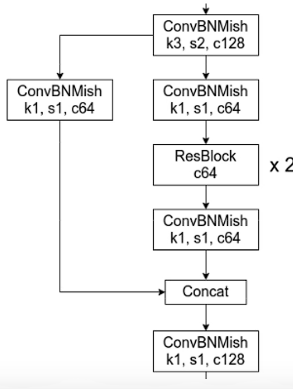 ConvBNMish
k3, s2, c128
ConvBNMish
k1, s1, c64
ConvBNMish
k1, s1, c64
ResBlock
c64
x 2
ConvBNMish
k1, s1, c64
Concat
ConvBNMish
k1, s1, c128